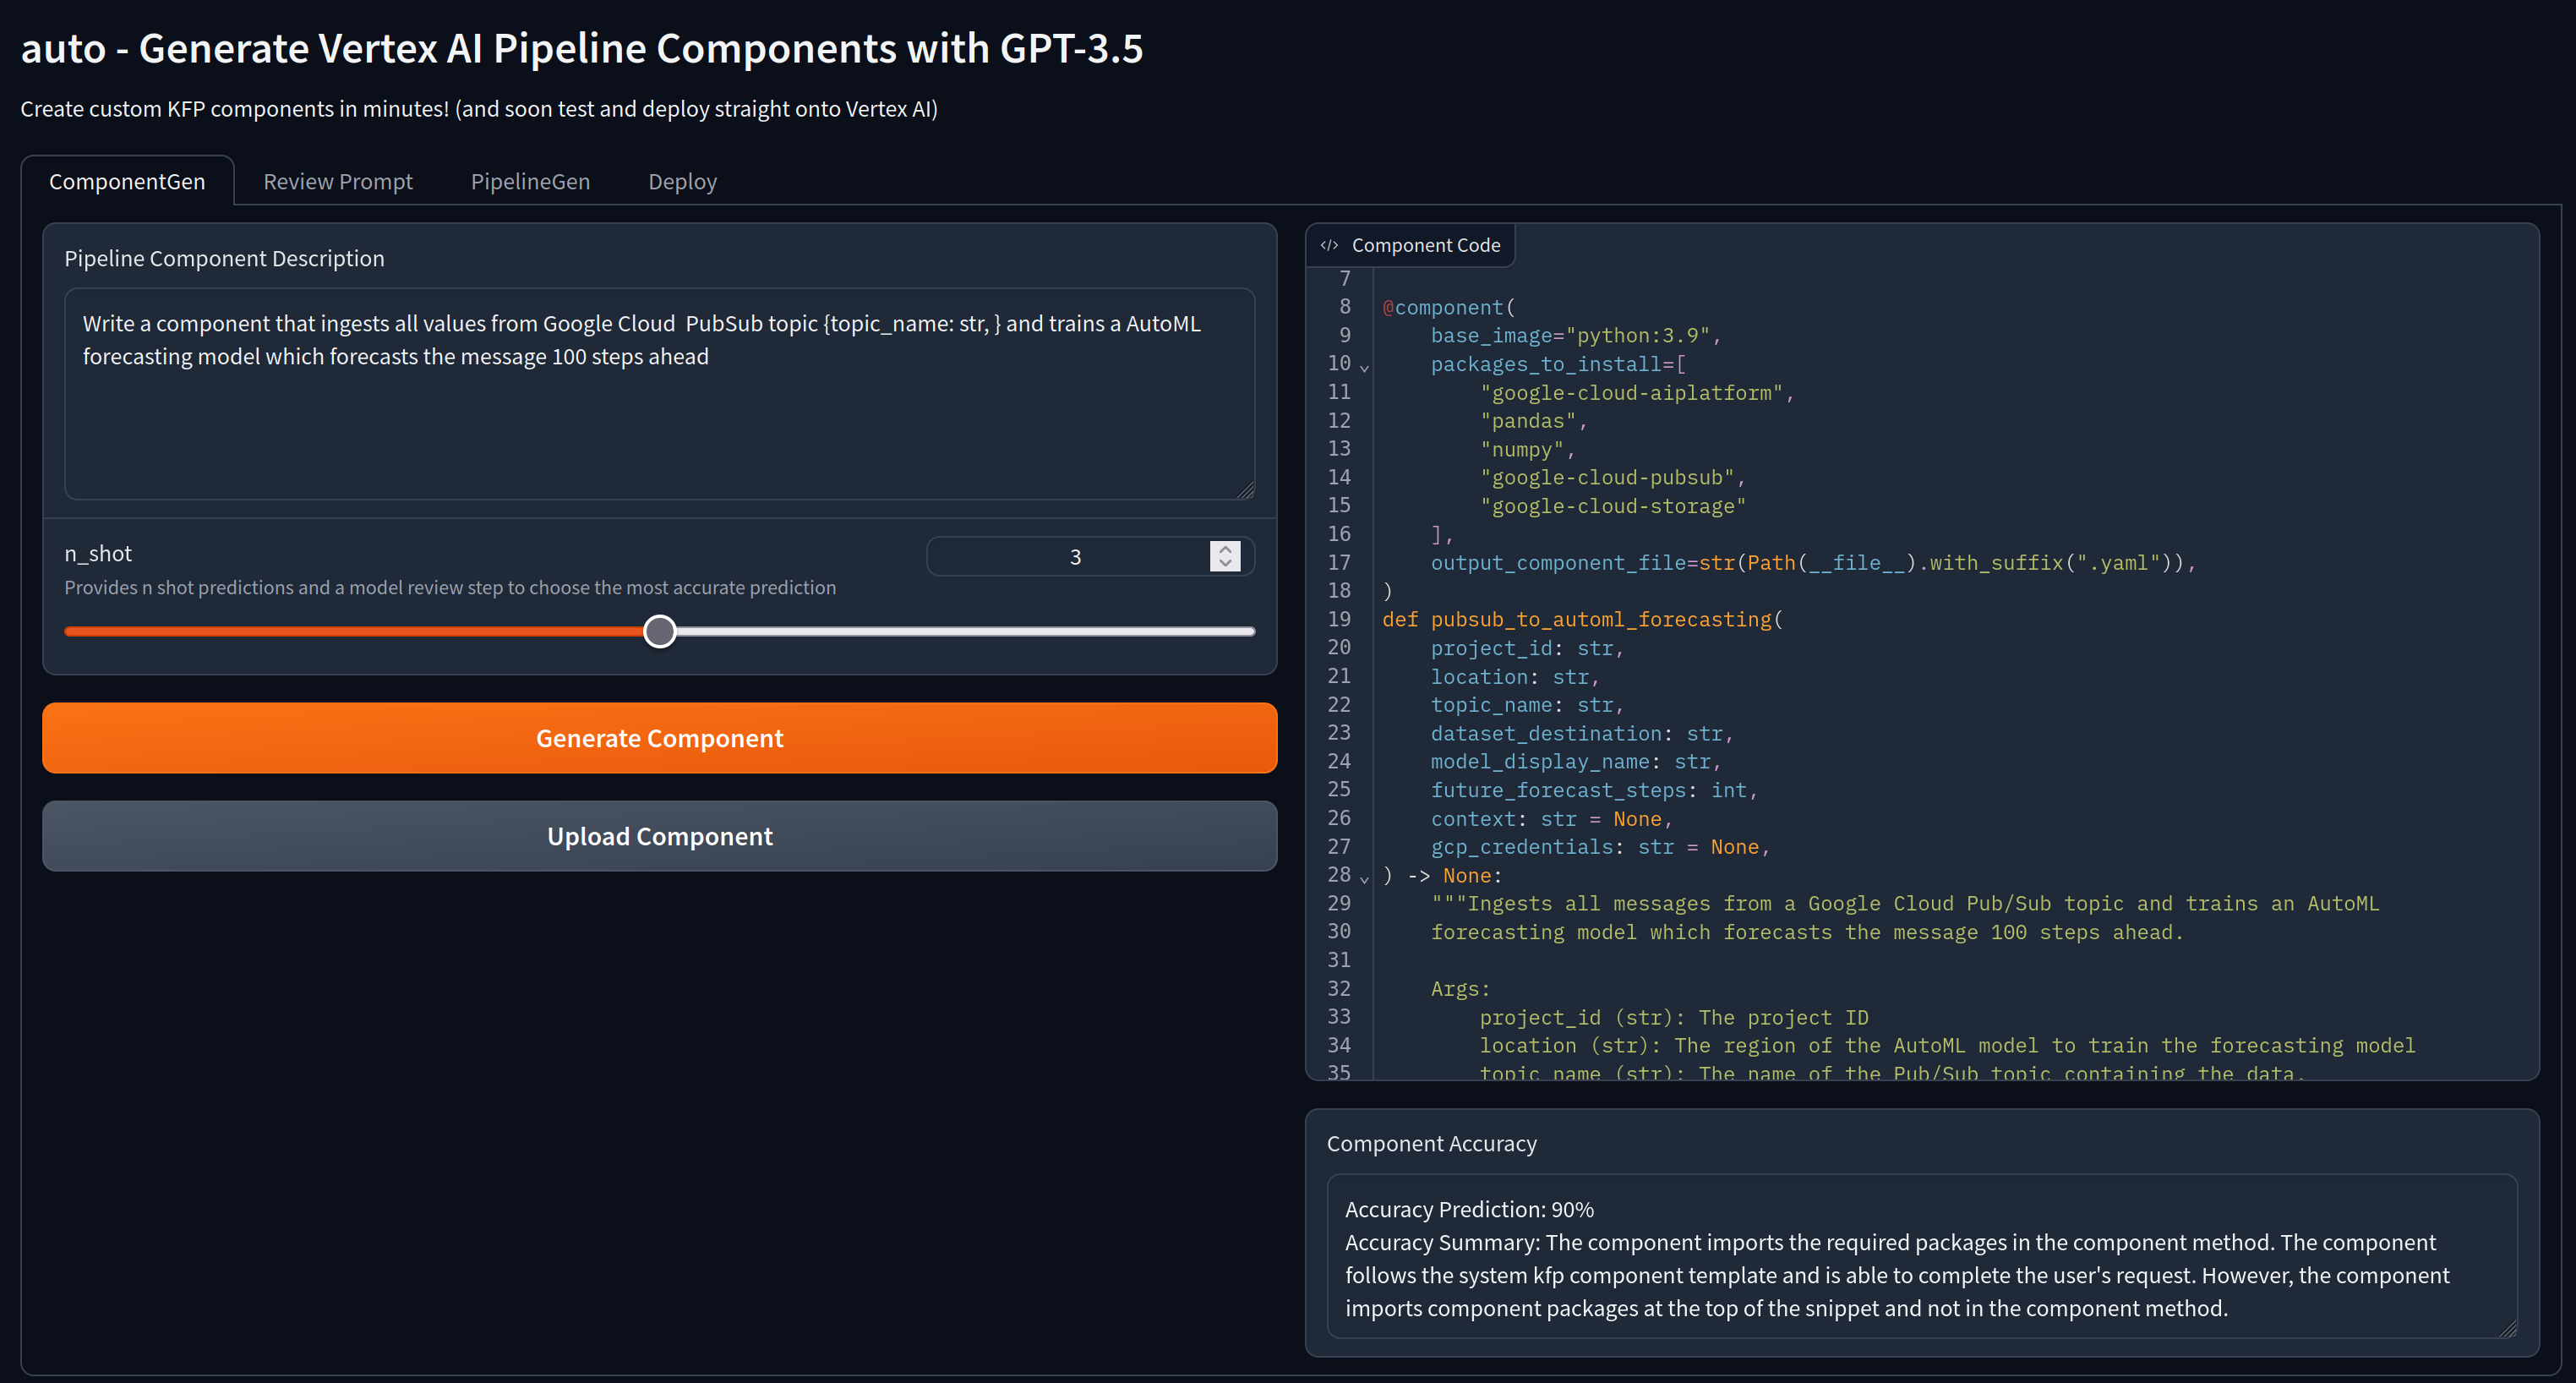 auto - Generate Vertex AI Pipeline Components with GPT-3.5
Create custom KFP components in minutes! (and soon test and deploy straight onto Vertex AI)
ComponentGen
Review Prompt
PipelineGen
Deploy
Pipeline Component Description
Write a component that ingests all values from Google Cloud  PubSub topic {topic_name: str, } and trains a AutoML
forecasting model which forecasts the message 100 steps ahead
n_shot
3
Provides n shot predictions and a model review step to choose the most accurate prediction
Generate Component
Upload Component
</> Component Code
7
8 @component(
9     base_image="python:3.9",
10     packages_to_install=[
11         "google-cloud-aiplatform",
12         "pandas",
13         "numpy",
14         "google-cloud-pubsub",
15         "google-cloud-storage"
16     ],
17     output_component_file=str(Path(__file__).with_suffix(".yaml")),
18 )
19 def pubsub_to_automl_forecasting(
20     project_id: str,
21     location: str,
22     topic_name: str,
23     dataset_destination: str,
24     model_display_name: str,
25     future_forecast_steps: int,
26     context: str = None,
27     gcp_credentials: str = None,
28 ) -> None:
29     """Ingests all messages from a Google Cloud Pub/Sub topic and trains an AutoML
30     forecasting model which forecasts the message 100 steps ahead.
31
32     Args:
33         project_id (str): The project ID
34         location (str): The region of the AutoML model to train the forecasting model
35         topic_name (str): The name of the Pub/Sub topic containing the data.
Component Accuracy
Accuracy Prediction: 90%
Accuracy Summary: The component imports the required packages in the component method. The component
follows the system kfp component template and is able to complete the user's request. However, the component
imports component packages at the top of the snippet and not in the component method.